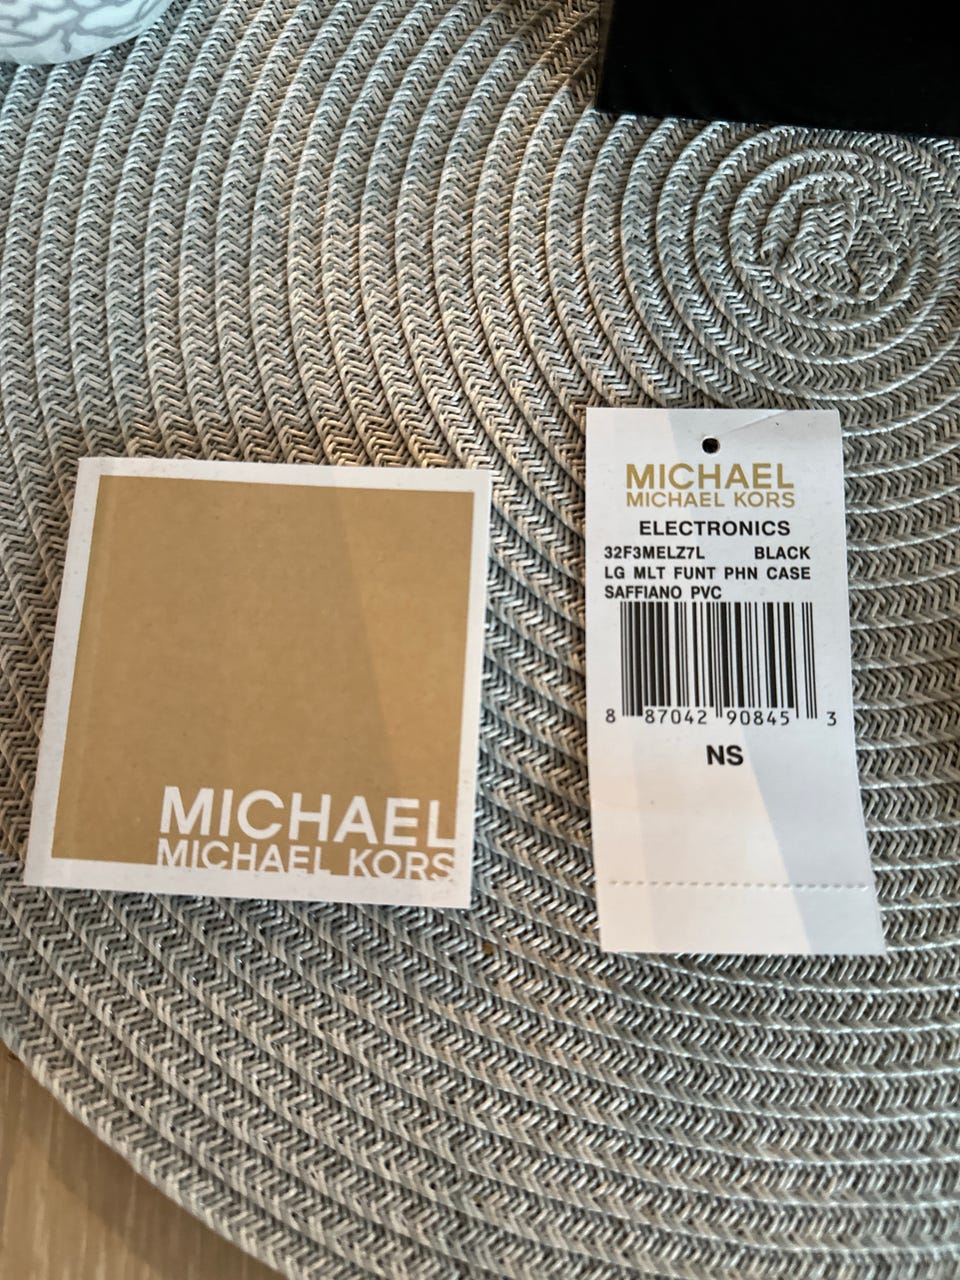 MICHAEL
MICHAEL KORS
MICHAEL
MICHAEL KORS
ELECTRONICS
32F3MELZ7L BLACK
LG MLT FUNT PHN CASE
SAFFIANO PVC
8 87042 90845 3
NS